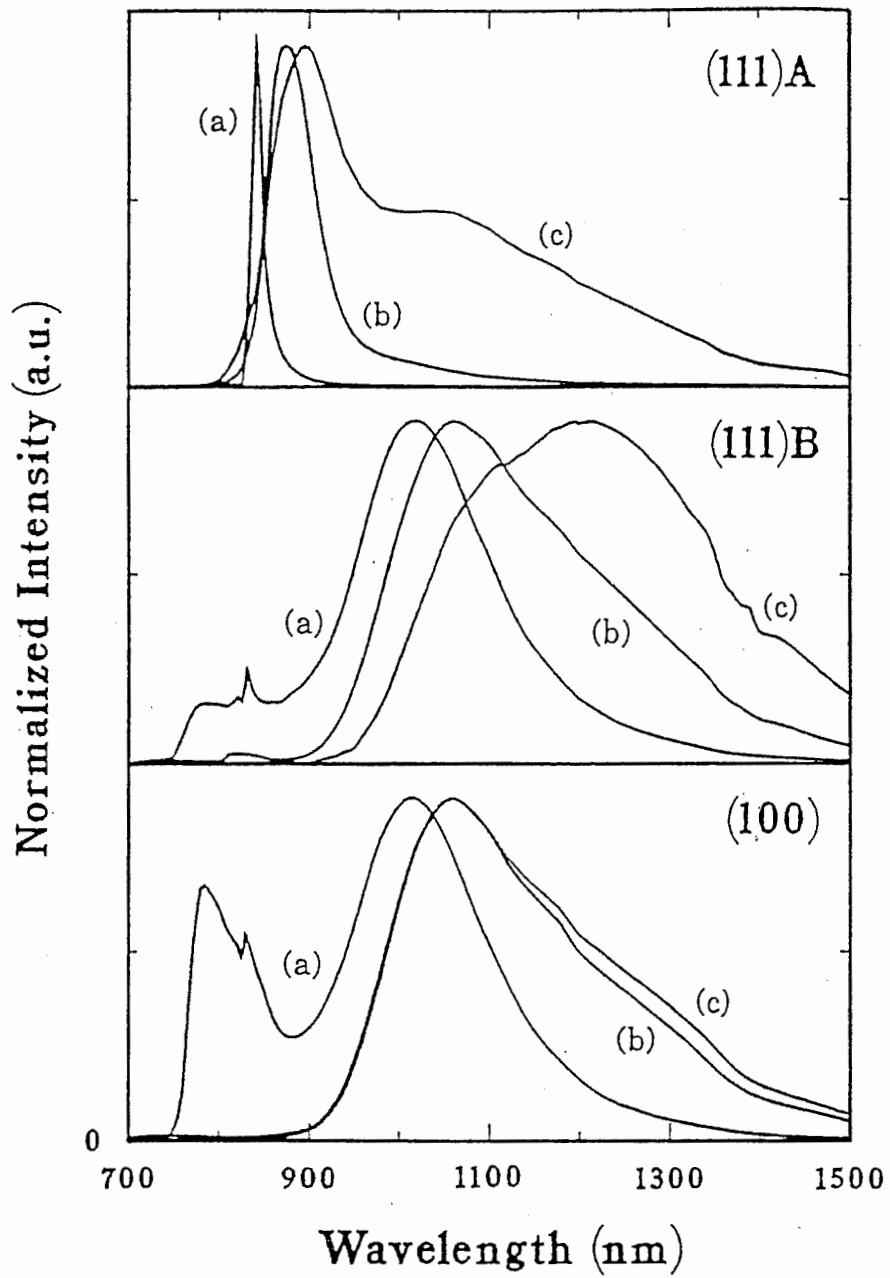 (111)A
(a)
(c)
(b)
Normalized Intensity (a.u.)
(111)B
(a)
(b)
(c)
(100)
(a)
(c)
(b)
0
700 900 1100 1300 1500
Wavelength (nm)